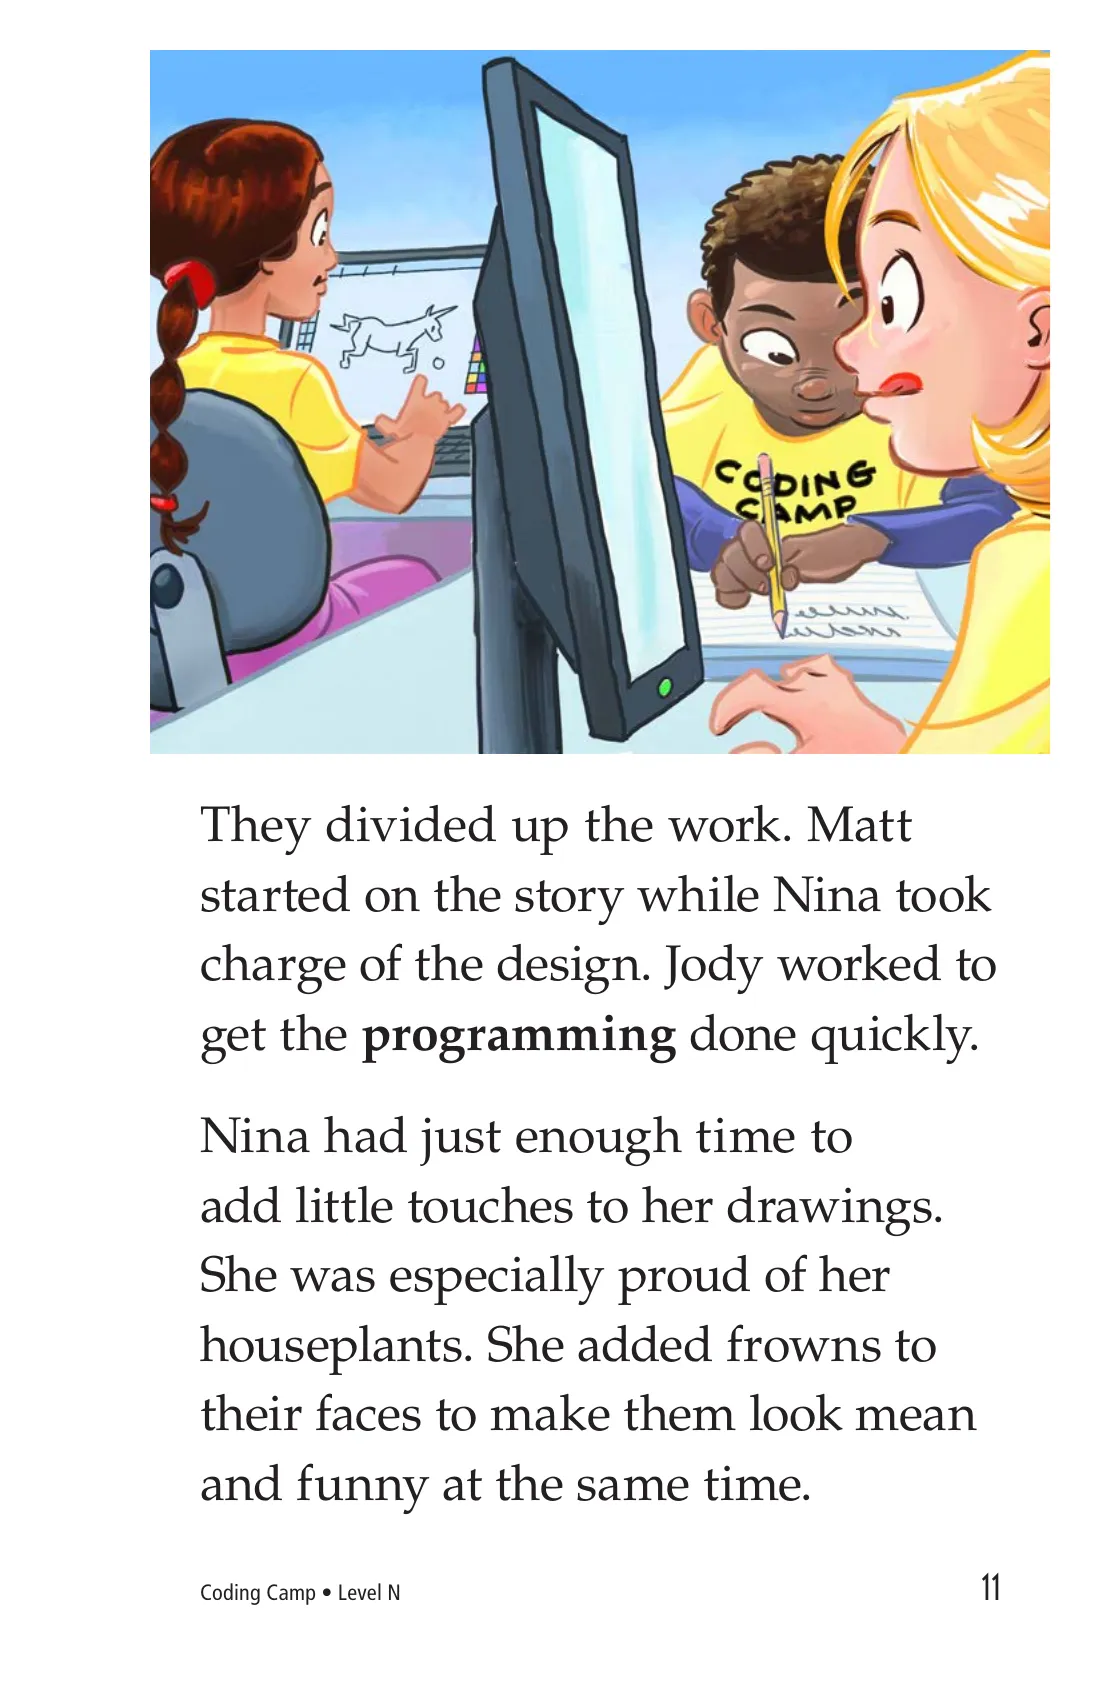 CODING
CAMP
They divided up the work. Matt
started on the story while Nina took
charge of the design. Jody worked to
get the programming done quickly.
Nina had just enough time to
add little touches to her drawings.
She was especially proud of her
houseplants. She added frowns to
their faces to make them look mean
and funny at the same time.
Coding Camp • Level N
11